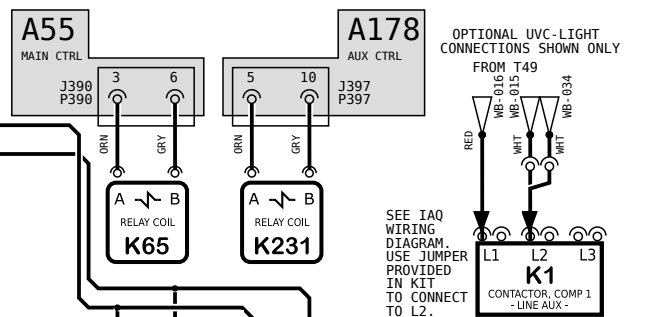 A55
MAIN CTRL
J390
P390
3 6
A178
AUX CTRL
5 10
J397
P397
OPTIONAL UVC-LIGHT
CONNECTIONS SHOWN ONLY
FROM T49
WB-016
WB-015
WB-034
RED
WHT
WHT
ORN
GRY
ORN
GRY
A B
RELAY COIL
K65
A B
RELAY COIL
K231
SEE IAQ
WIRING
DIAGRAM.
USE JUMPER
PROVIDED
IN KIT
TO CONNECT
TO L2.
L1 L2 L3
K1
CONTACTOR, COMP 1
- LINE AUX -